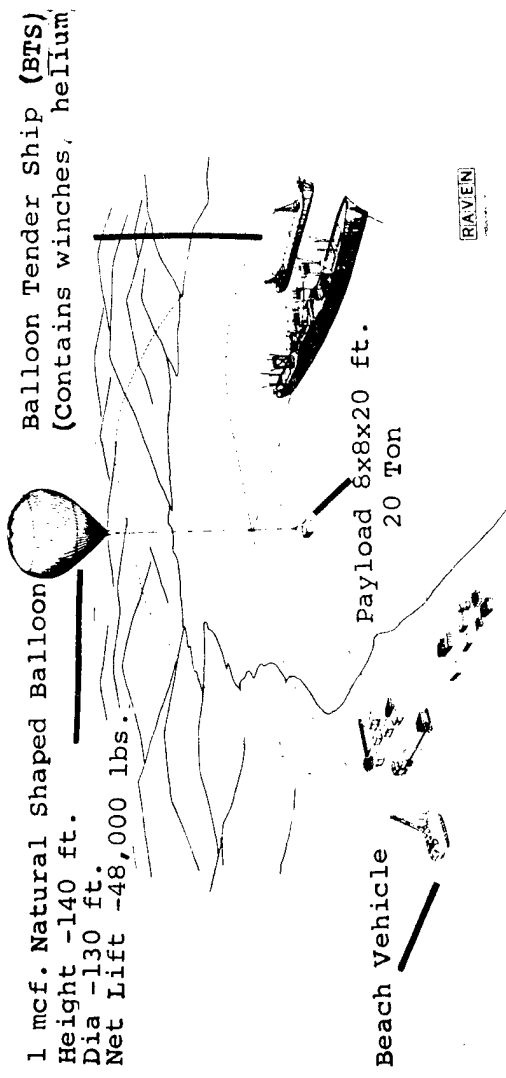 1 mcf. Natural Shaped Balloon
Height -140 ft.
Dia -130 ft.
Net Lift -48,000 lbs.
Balloon Tender Ship (BTS)
(Contains winches, helium
Payload 8x8x20 ft.
20 Ton
Beach Vehicle
RAVEN